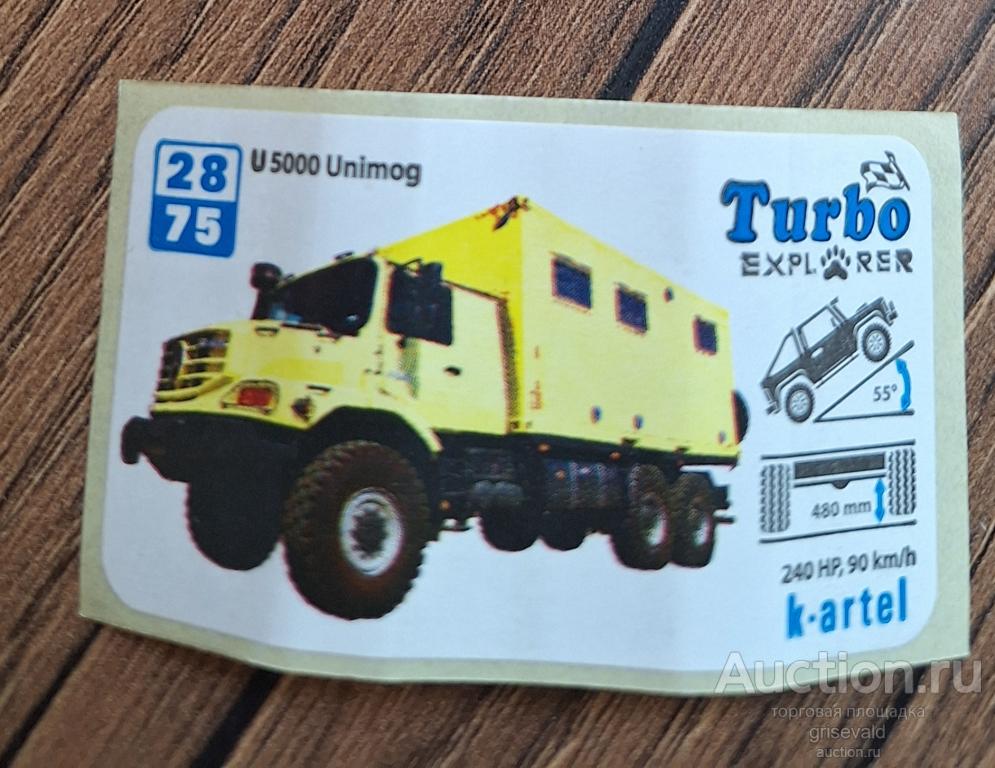 28
75
U 5000 Unimog
Turbo
EXPLORER
55°
480 mm
240 HP, 90 km/h
k-artel
Auction.ru
торговая площадка
grisevald
auction.ru